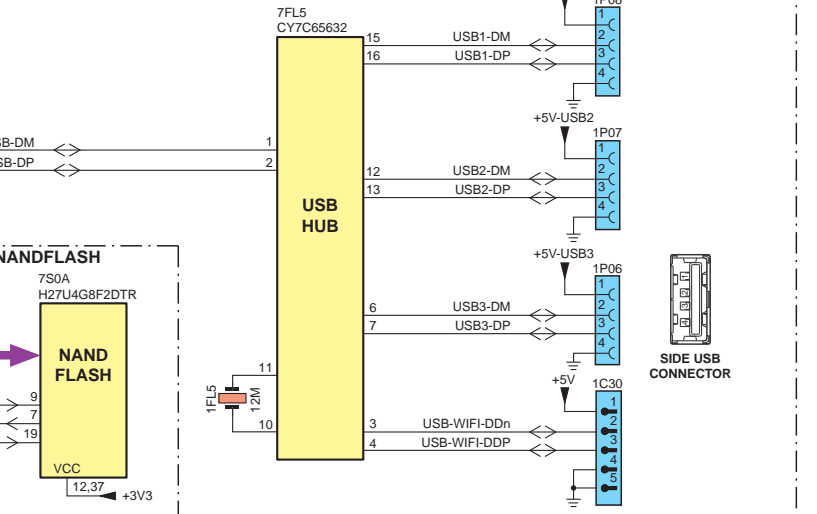 7FL5
CY7C65632
1P08
15
USB1-DM
1
2
16
USB1-DP
3
4
+5V-USB2
1P07
1
B-DM
1
SB-DP
2
12
USB2-DM
2
13
USB2-DP
3
4
USB
HUB
+5V-USB3
1P06
NANDFLASH
7S0A
H27U4G8F2DTR
1
6
USB3-DM
2
7
USB3-DP
3
4
1
2
3
4
SIDE USB
CONNECTOR
NAND
FLASH
11
1FL5
12M
10
+5V
1C30
1
3
USB-WIFI-DDn
2
4
USB-WIFI-DDP
3
4
5
9
7
19
VCC
12,37
+3V3